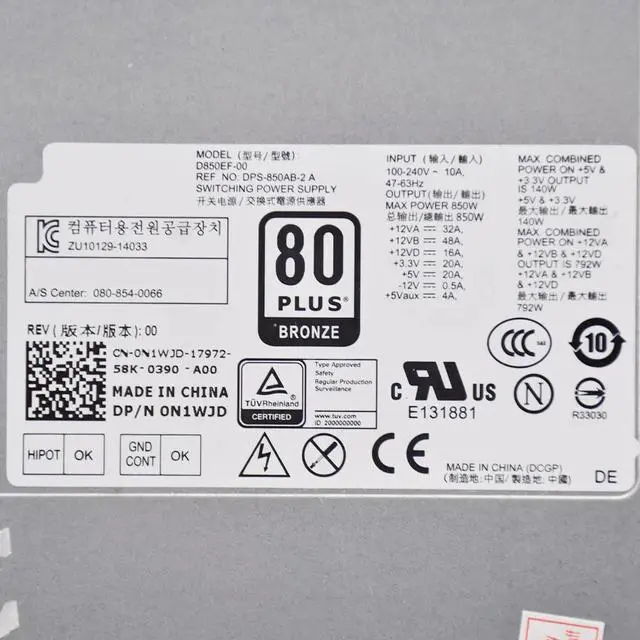 MODEL (型号/型號):
D850EF-00
REF NO: DPS-850AB-2 A
SWITCHING POWER SUPPLY
开关电源/交换式電源供應器
컴퓨터용전원공급장치
ZU10129-14033
A/S Center: 080-854-0066
80
PLUS®
BRONZE
INPUT (输入/輸入)
100-240V ~ 10A,
47-63Hz
OUTPUT(输出/輸出)
MAX POWER 850W
总输出/總輸出 850W
+12VA ⎓ 32A,
+12VB ⎓ 48A,
+12VD ⎓ 16A,
+3.3V ⎓ 20A,
+5V ⎓ 20A,
-12V ⎓ 0.5A,
+5Vaux ⎓ 4A,
MAX. COMBINED
POWER ON +5V &
+3.3V OUTPUT
IS 140W
+5V & +3.3V
最大输出/最大輸出
140W
MAX. COMBINED
POWER ON +12VA
& +12VB & +12VD
OUTPUT IS 792W
+12VA & +12VB
& +12VD
最大输出/最大輸出
792W
REV (版本/版本): 00
CN-0N1WJD-17972-
58K-0390-A00
MADE IN CHINA
DP/N 0N1WJD
TÜVRheinland
CERTIFIED
Type Approved
Safety
Regular Production
Surveillance
www.tuv.com
ID 2000000000
c UR US
E131881
CCC
10
N
R33030
HIPOT OK
GND CONT OK
CE
MADE IN CHINA (DCGP)
(制造地: 中国/ 製造地: 中國)
DE